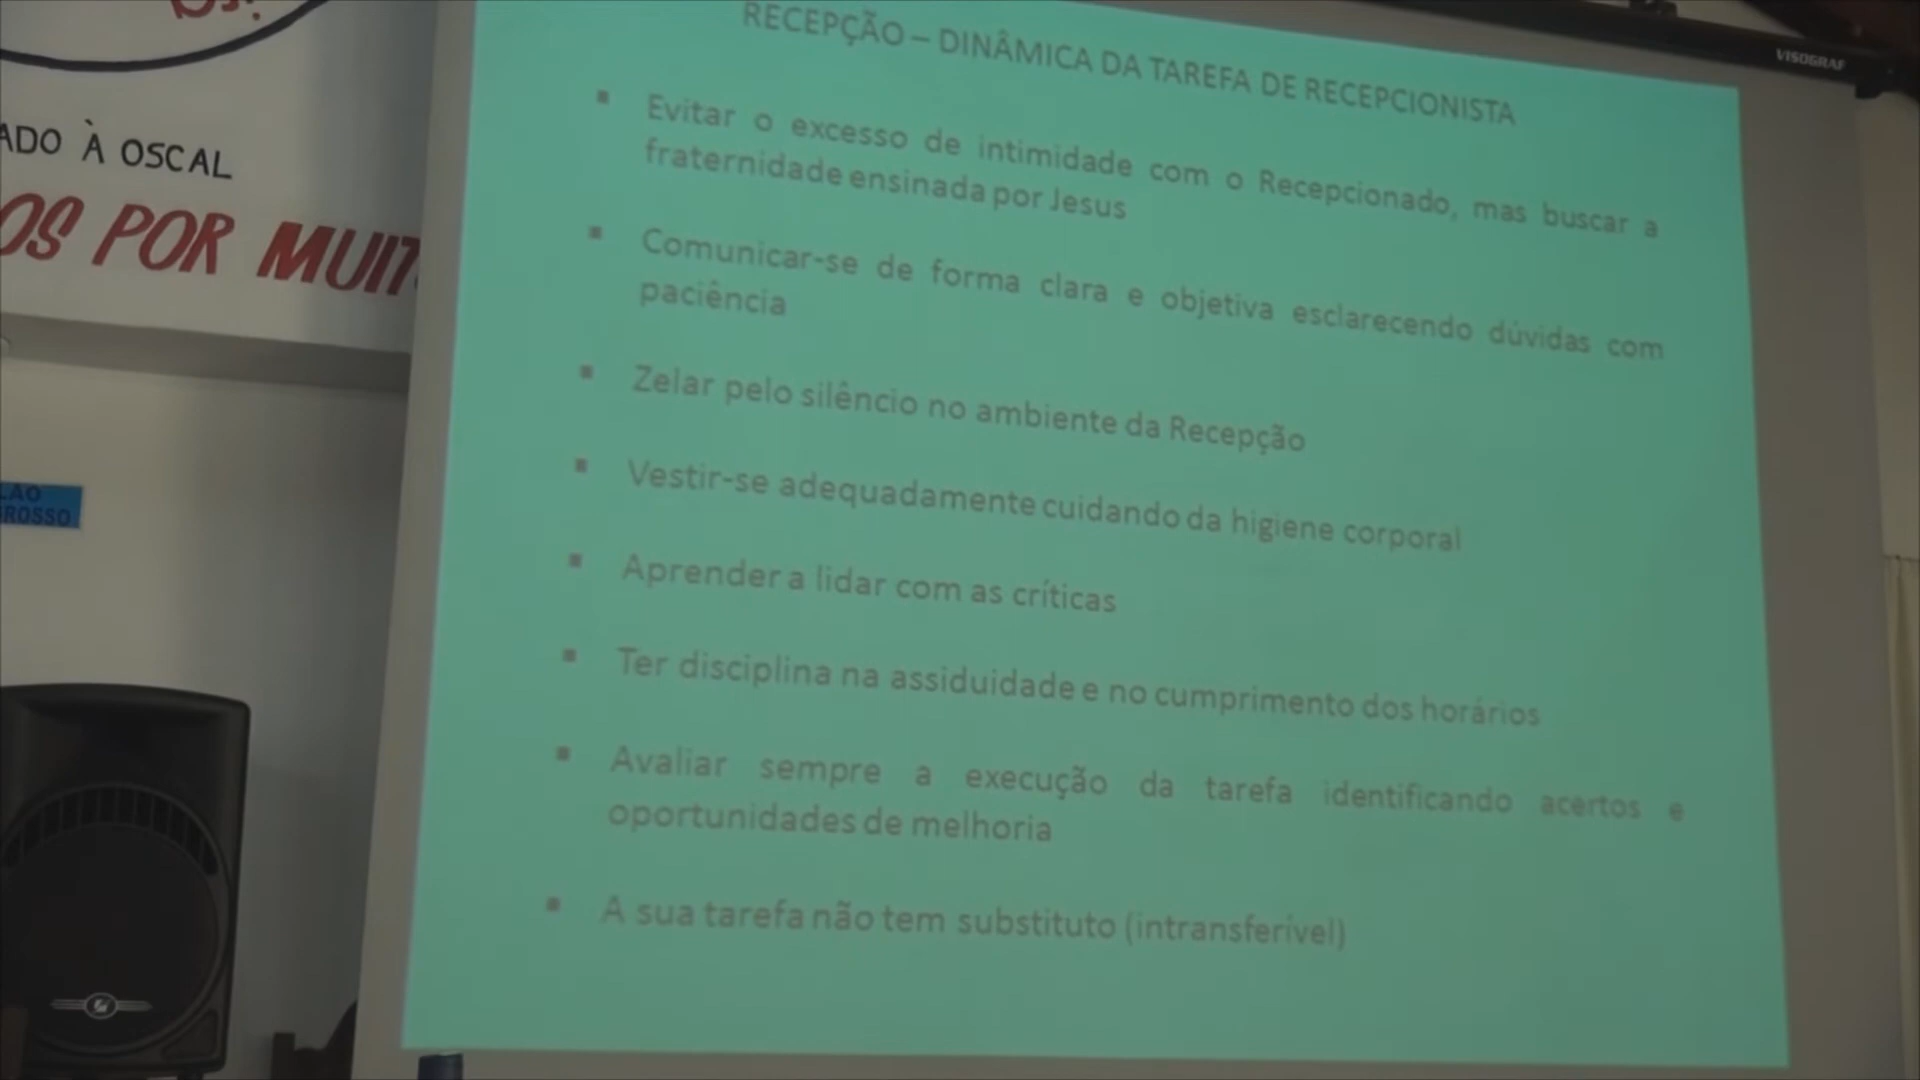 ADO À OSCAL
OS POR MUIT
ROSSO
VISOGRAF
RECEPÇÃO – DINÂMICA DA TAREFA DE RECEPCIONISTA
▪ Evitar o excesso de intimidade com o Recepcionado, mas buscar a
fraternidade ensinada por Jesus
▪ Comunicar-se de forma clara e objetiva esclarecendo dúvidas com
paciência
▪ Zelar pelo silêncio no ambiente da Recepção
▪ Vestir-se adequadamente cuidando da higiene corporal
▪ Aprender a lidar com as críticas
▪ Ter disciplina na assiduidade e no cumprimento dos horários
▪ Avaliar sempre a execução da tarefa identificando acertos e
oportunidades de melhoria
▪ A sua tarefa não tem substituto (intransferível)